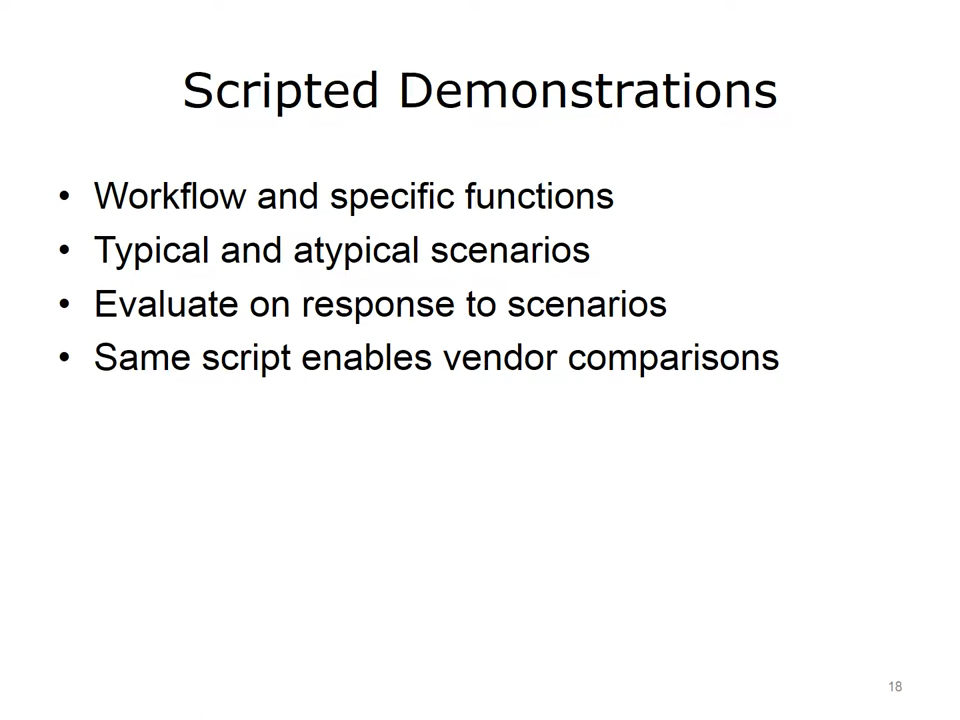 Scripted Demonstrations
• Workflow and specific functions
• Typical and atypical scenarios
• Evaluate on response to scenarios
• Same script enables vendor comparisons
18